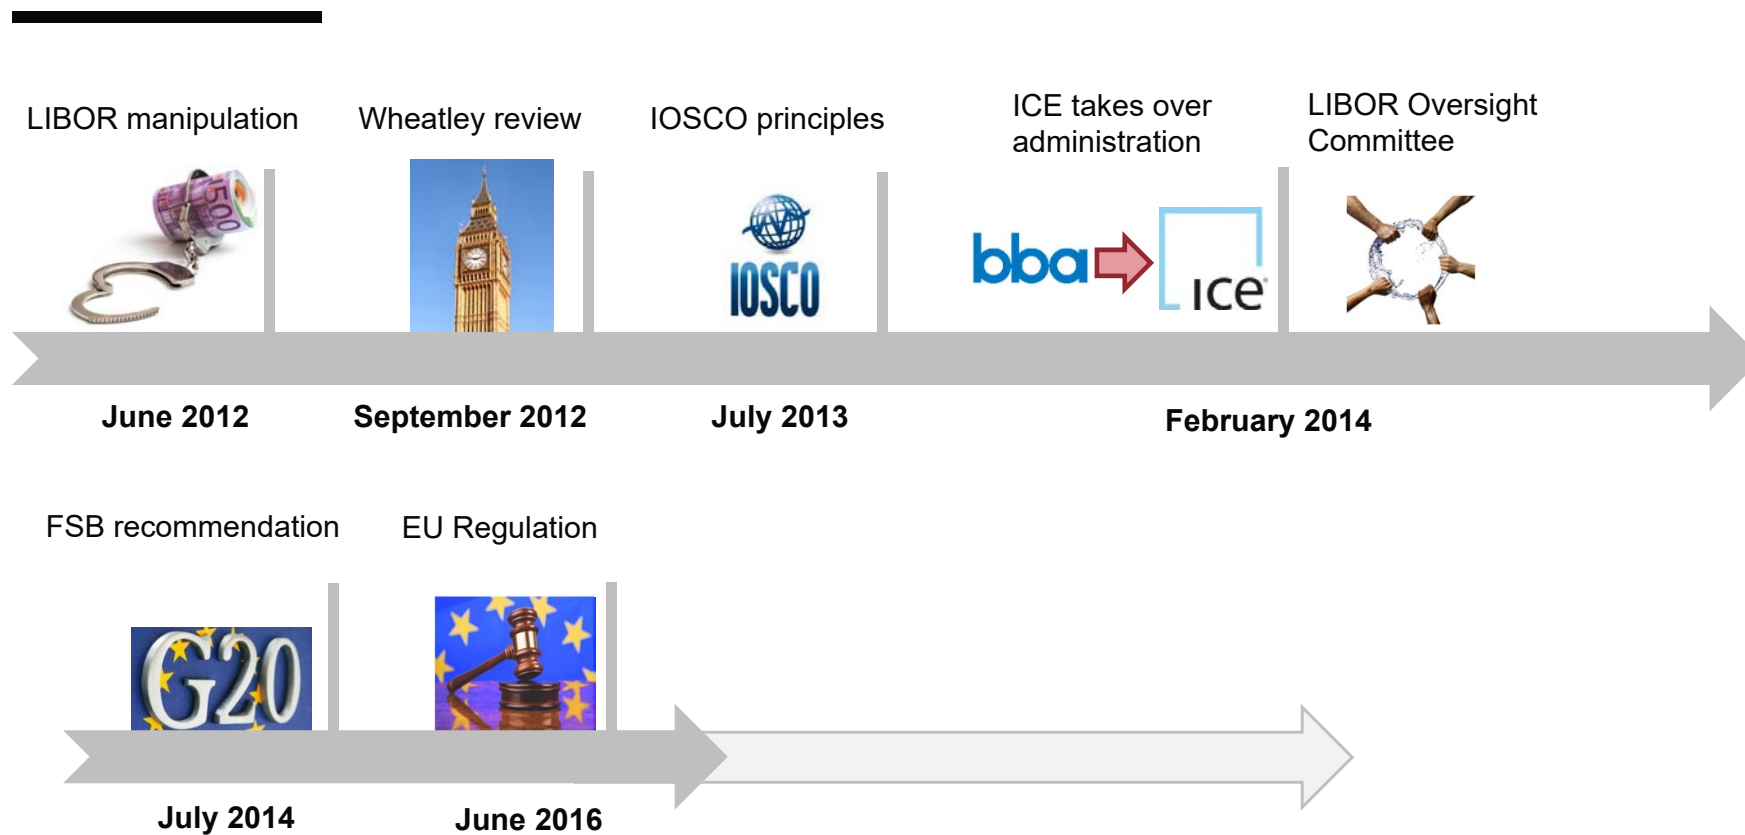 LIBOR manipulation
Wheatley review
IOSCO principles
ICE takes over
administration
LIBOR Oversight
Committee
500
IOSCO
bba
ice
June 2012
September 2012
July 2013
February 2014
FSB recommendation
EU Regulation
G20
July 2014
June 2016